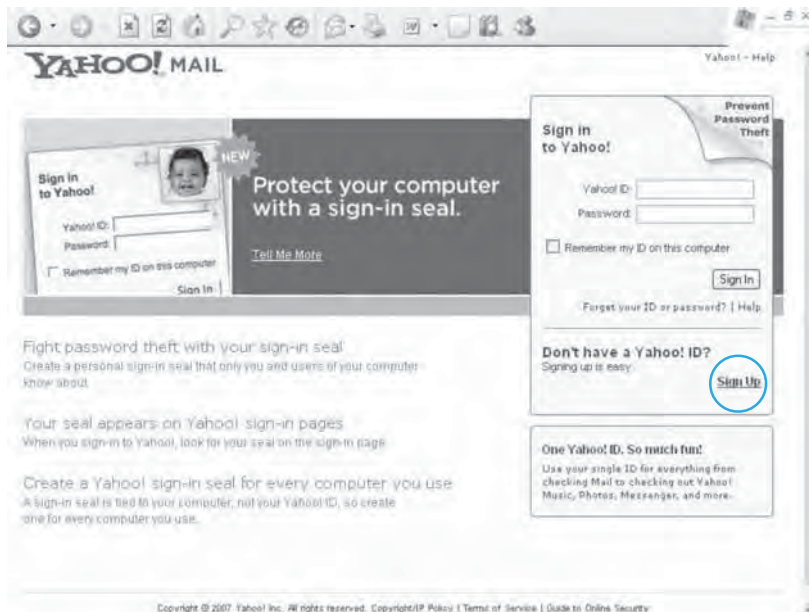 YAHOO! MAIL
Yahoo! - Help
Sign in
to Yahoo!
Yahoo! ID:
Password:
Remember my ID on this computer
Sign In
NEW
Protect your computer
with a sign-in seal.
Tell Me More
Prevent
Password
Theft
Sign in
to Yahoo!
Yahoo! ID:
Password:
Remember my ID on this computer
Sign In
Forget your ID or password? | Help
Don't have a Yahoo! ID?
Signing up is easy.
Sign Up
Fight password theft with your sign-in seal
Create a personal sign-in seal that only you and users of your computer
know about.
Your seal appears on Yahoo! sign-in pages
When you sign-in to Yahoo!, look for your seal on the sign-in page.
Create a Yahoo! sign-in seal for every computer you use
A sign-in seal is tied to your computer, not your Yahoo! ID, so create
one for every computer you use.
One Yahoo! ID. So much fun!
Use your single ID for everything from
checking Mail to checking out Yahoo!
Music, Photos, Messenger, and more.
Copyright © 2007 Yahoo! Inc. All rights reserved. Copyright/IP Policy | Terms of Service | Guide to Online Security